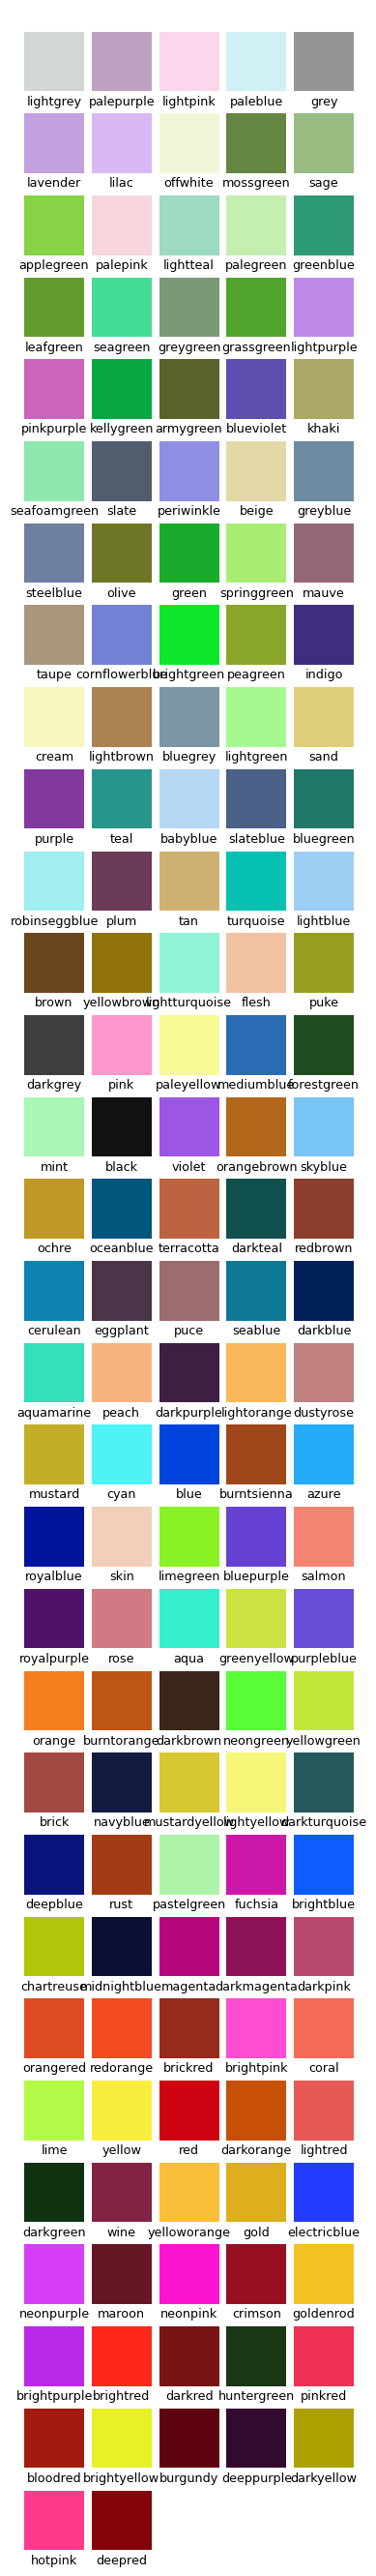 lightgrey palepurple lightpink paleblue grey
lavender lilac offwhite mossgreen sage
applegreen palepink lightteal palegreen greenblue
leafgreen seagreen greygreen grassgreen lightpurple
pinkpurple kellygreen armygreen blueviolet khaki
seafoamgreen slate periwinkle beige greyblue
steelblue olive green springgreen mauve
taupe cornflowerblue brightgreen peagreen indigo
cream lightbrown bluegrey lightgreen sand
purple teal babyblue slateblue bluegreen
robinseggblue plum tan turquoise lightblue
brown yellowbrown lightturquoise flesh puke
darkgrey pink paleyellow mediumblue forestgreen
mint black violet orangebrown skyblue
ochre oceanblue terracotta darkteal redbrown
cerulean eggplant puce seablue darkblue
aquamarine peach darkpurple lightorange dustyrose
mustard cyan blue burntsienna azure
royalblue skin limegreen bluepurple salmon
royalpurple rose aqua greenyellow purpleblue
orange burntorange darkbrown neongreen yellowgreen
brick navyblue mustardyellow lightyellow darkturquoise
deepblue rust pastelgreen fuchsia brightblue
chartreuse midnightblue magenta darkmagenta darkpink
orangered redorange brickred brightpink coral
lime yellow red darkorange lightred
darkgreen wine yelloworange gold electricblue
neonpurple maroon neonpink crimson goldenrod
brightpurple brightred darkred huntergreen pinkred
bloodred brightyellow burgundy deeppurple darkyellow
hotpink deepred